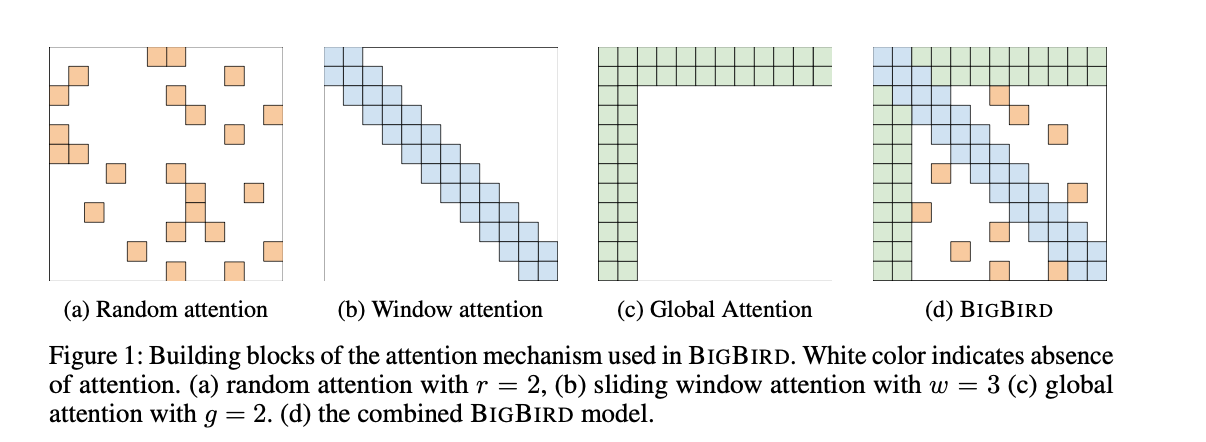 (a) Random attention
(b) Window attention
(c) Global Attention
(d) BIGBIRD
Figure 1: Building blocks of the attention mechanism used in BIGBIRD. White color indicates absence
of attention. (a) random attention with r = 2, (b) sliding window attention with w = 3 (c) global
attention with g = 2. (d) the combined BIGBIRD model.